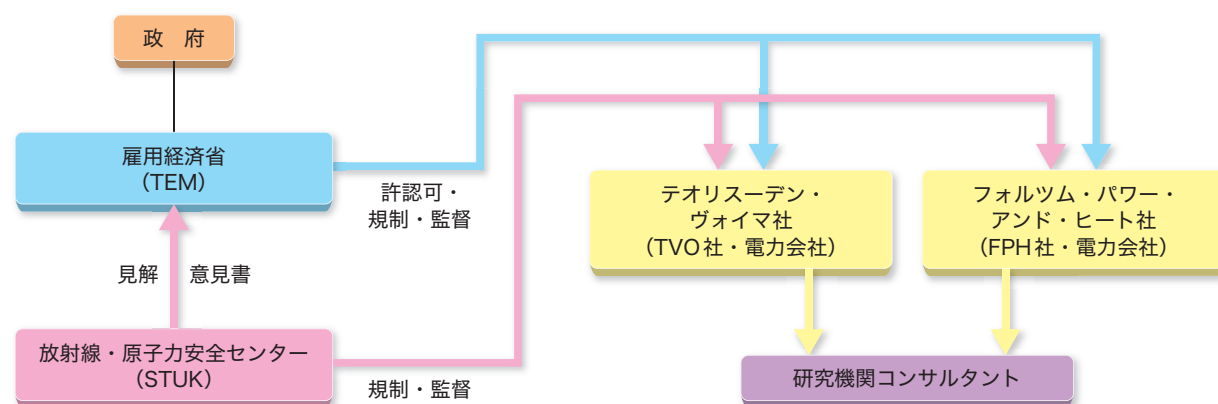 政　府
雇用経済省
（TEM）
許認可・
規制・監督
テオリスーデン・
ヴォイマ社
（TVO社・電力会社）
フォルツム・パワー・
アンド・ヒート社
（FPH社・電力会社）
見解　意見書
放射線・原子力安全センター
（STUK）
規制・監督
研究機関コンサルタント